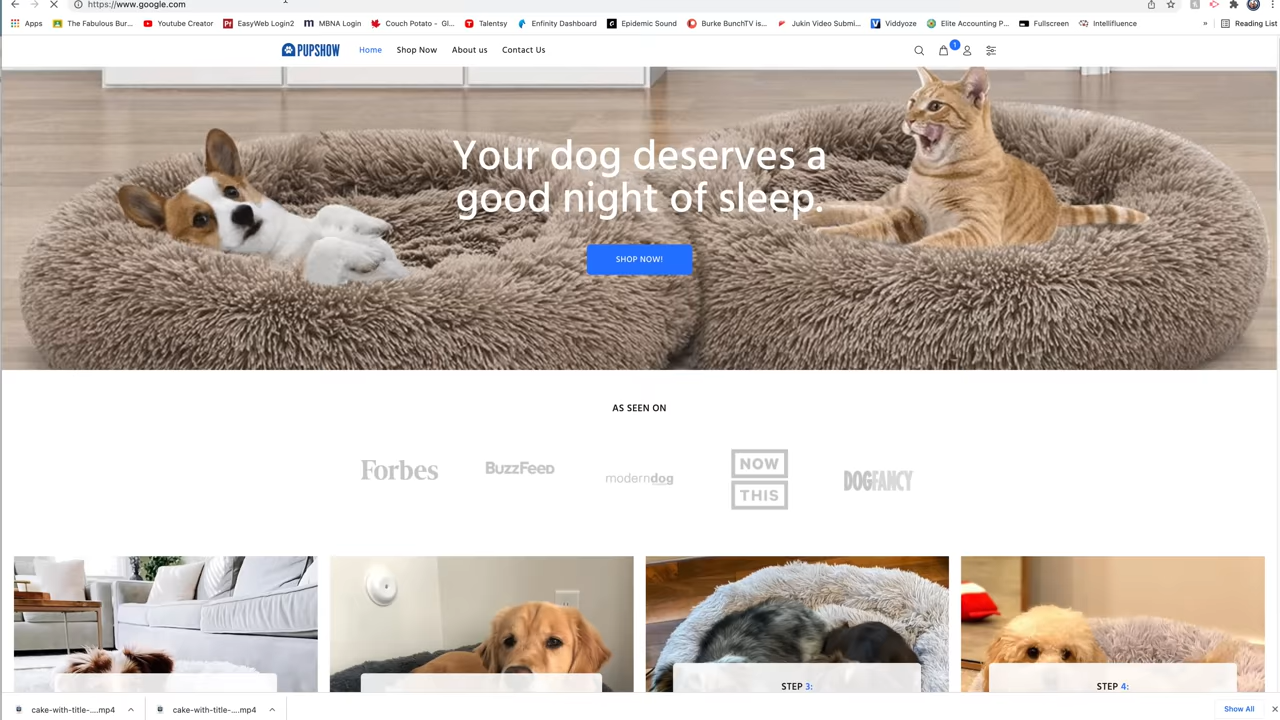 https://www.google.com
Apps
The Fabulous Bur...
Youtube Creator
EasyWeb Login2
MBNA Login
Couch Potato - Gl...
Talentsy
Enfinity Dashboard
Epidemic Sound
Burke BunchTV is...
Jukin Video Submi...
Viddyoze
Elite Accounting P...
Fullscreen
Intellifluence
»
Reading List
PUPSHOW
Home
Shop Now
About us
Contact Us
1
Your dog deserves a
good night of sleep.
SHOP NOW!
AS SEEN ON
Forbes
BuzzFeed
moderndog
NOW
THIS
DOGFANCY
STEP 3:
STEP 4:
cake-with-title-....mp4
cake-with-title-....mp4
Show All